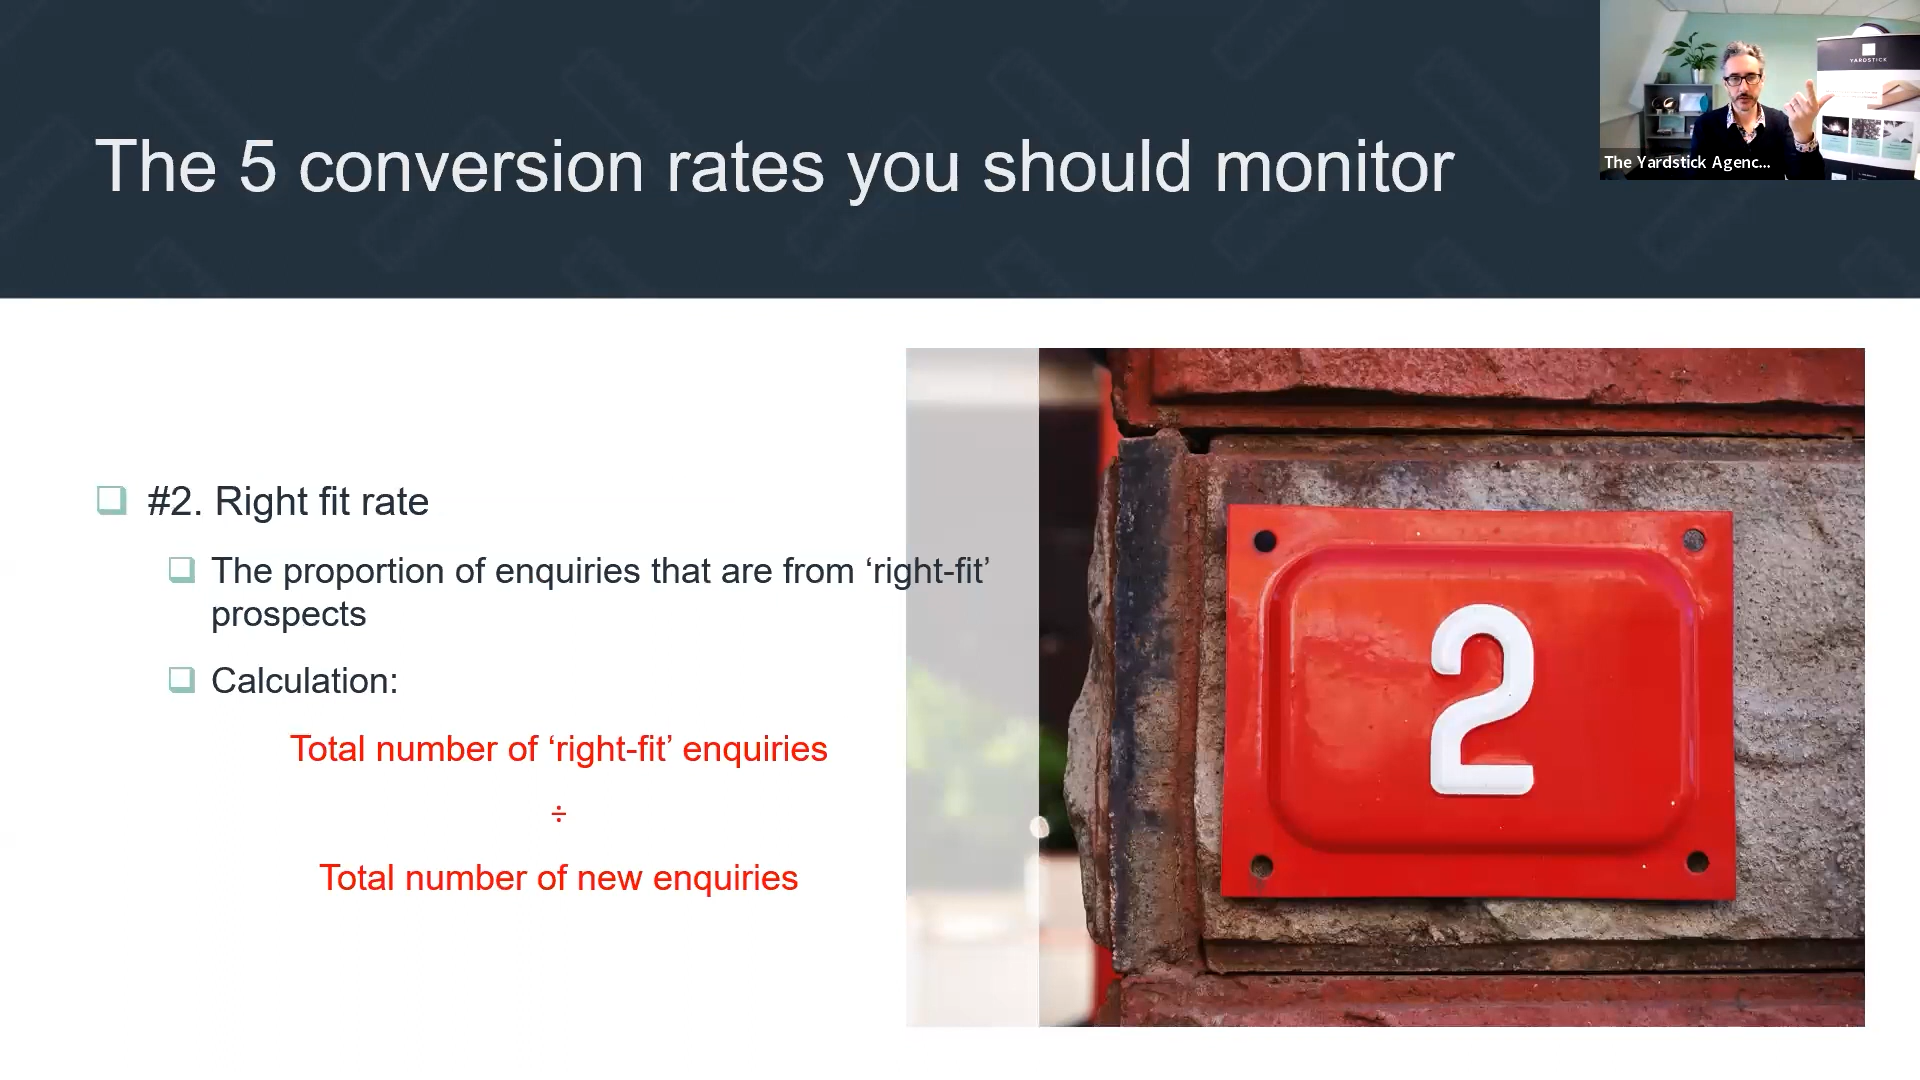 The 5 conversion rates you should monitor
YARDSTICK
The Yardstick Agenc...
#2. Right fit rate
The proportion of enquiries that are from ‘right-fit’
prospects
Calculation:
Total number of ‘right-fit’ enquiries
÷
Total number of new enquiries
2